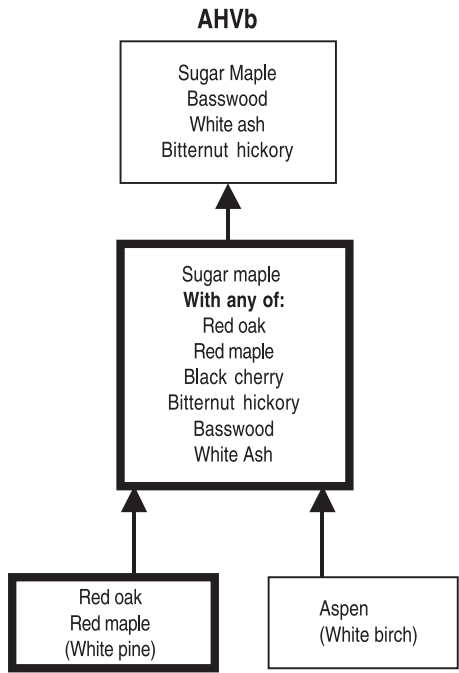 AHVb
Sugar Maple
Basswood
White ash
Bitternut hickory
Sugar maple
With any of:
Red oak
Red maple
Black cherry
Bitternut hickory
Basswood
White Ash
Red oak
Red maple
(White pine)
Aspen
(White birch)